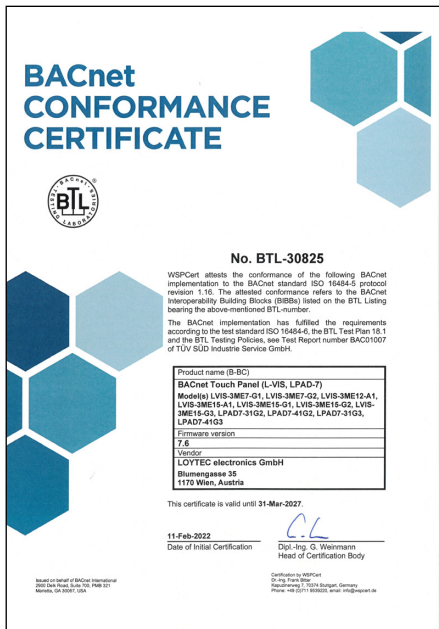 BACnet
CONFORMANCE
CERTIFICATE
BACnet
TESTING LABORATORIES
BTL
®
No. BTL-30825
WSPCert attests the conformance of the following BACnet
implementation to the BACnet standard ISO 16484-5 protocol
revision 1.16. The attested conformance refers to the BACnet
Interoperability Building Blocks (BIBBs) listed on the BTL Listing
bearing the above-mentioned BTL-number.
The BACnet implementation has fulfilled the requirements
according to the test standard ISO 16484-6, the BTL Test Plan 18.1
and the BTL Testing Policies, see Test Report number BAC01007
of TÜV SÜD Industrie Service GmbH.
Product name (B-BC)
BACnet Touch Panel (L-VIS, LPAD-7)
Model(s) LVIS-3ME7-G1, LVIS-3ME7-G2, LVIS-3ME12-A1,
LVIS-3ME15-A1, LVIS-3ME15-G1, LVIS-3ME15-G2, LVIS-
3ME15-G3, LPAD7-31G2, LPAD7-41G2, LPAD7-31G3,
LPAD7-41G3
Firmware version
7.6
Vendor
LOYTEC electronics GmbH
Blumengasse 35
1170 Wien, Austria
This certificate is valid until 31-Mar-2027.
11-Feb-2022
Date of Initial Certification
Dipl.-Ing. G. Weinmann
Head of Certification Body
Issued on behalf of BACnet International
2900 Delk Road, Suite 700, PMB 321
Marietta, GA 30067, USA
Certification by WSPCert
Dr.-Ing. Frank Bitter
Kapuzinerweg 7, 70374 Stuttgart, Germany
Phone: +49 (0)711 9539220, email: info@wspcert.de